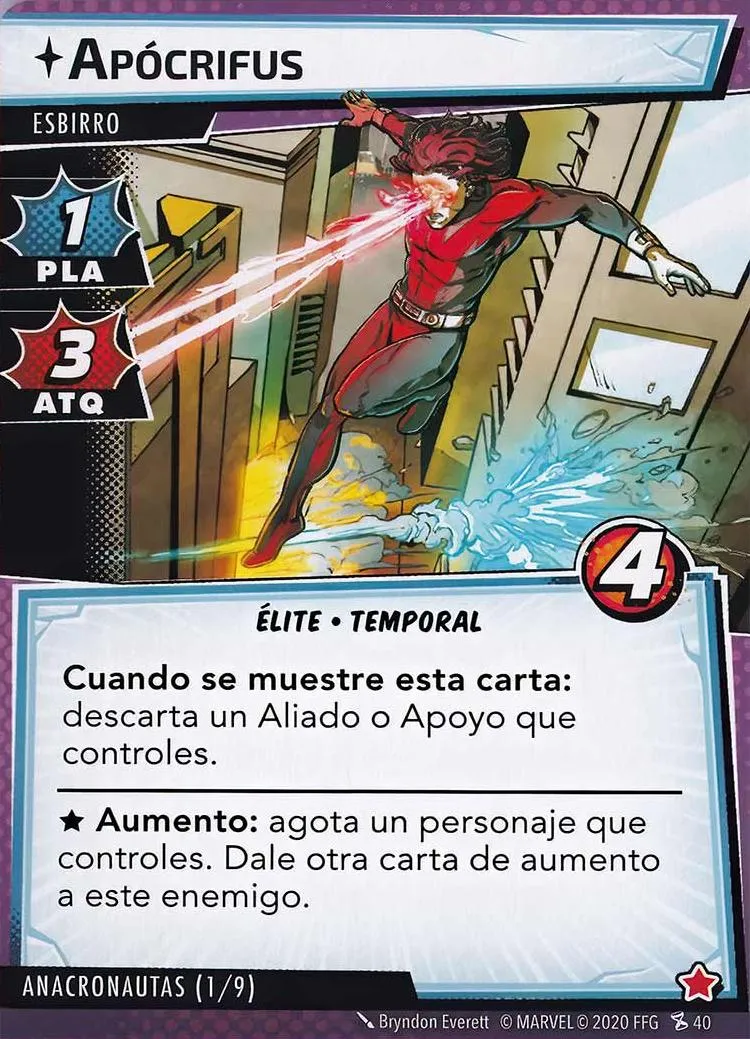 APÓCRIFUS
ESBIRRO
1
PLA
3
ATQ
4
ÉLITE • TEMPORAL
Cuando se muestre esta carta:
descarta un Aliado o Apoyo que
controles.
★ Aumento: agota un personaje que
controles. Dale otra carta de aumento
a este enemigo.
ANACRONAUTAS (1/9)
Bryndon Everett © MARVEL © 2020 FFG 40